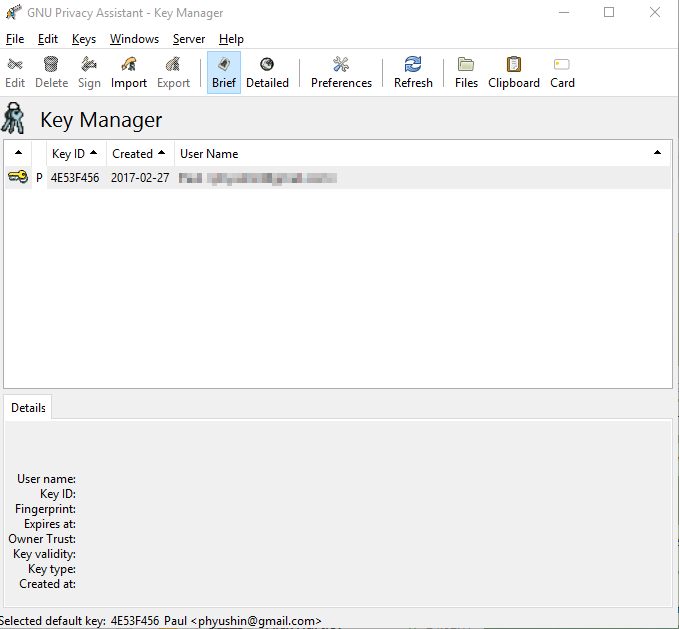 GNU Privacy Assistant - Key Manager
File Edit Keys Windows Server Help
Edit Delete Sign Import Export Brief Detailed Preferences Refresh Files Clipboard Card
Key Manager
Key ID Created User Name
P 4E53F456 2017-02-27
Details
User name:
Key ID:
Fingerprint:
Expires at:
Owner Trust:
Key validity:
Key type:
Created at:
Selected default key: 4E53F456 Paul <phyushin@gmail.com>